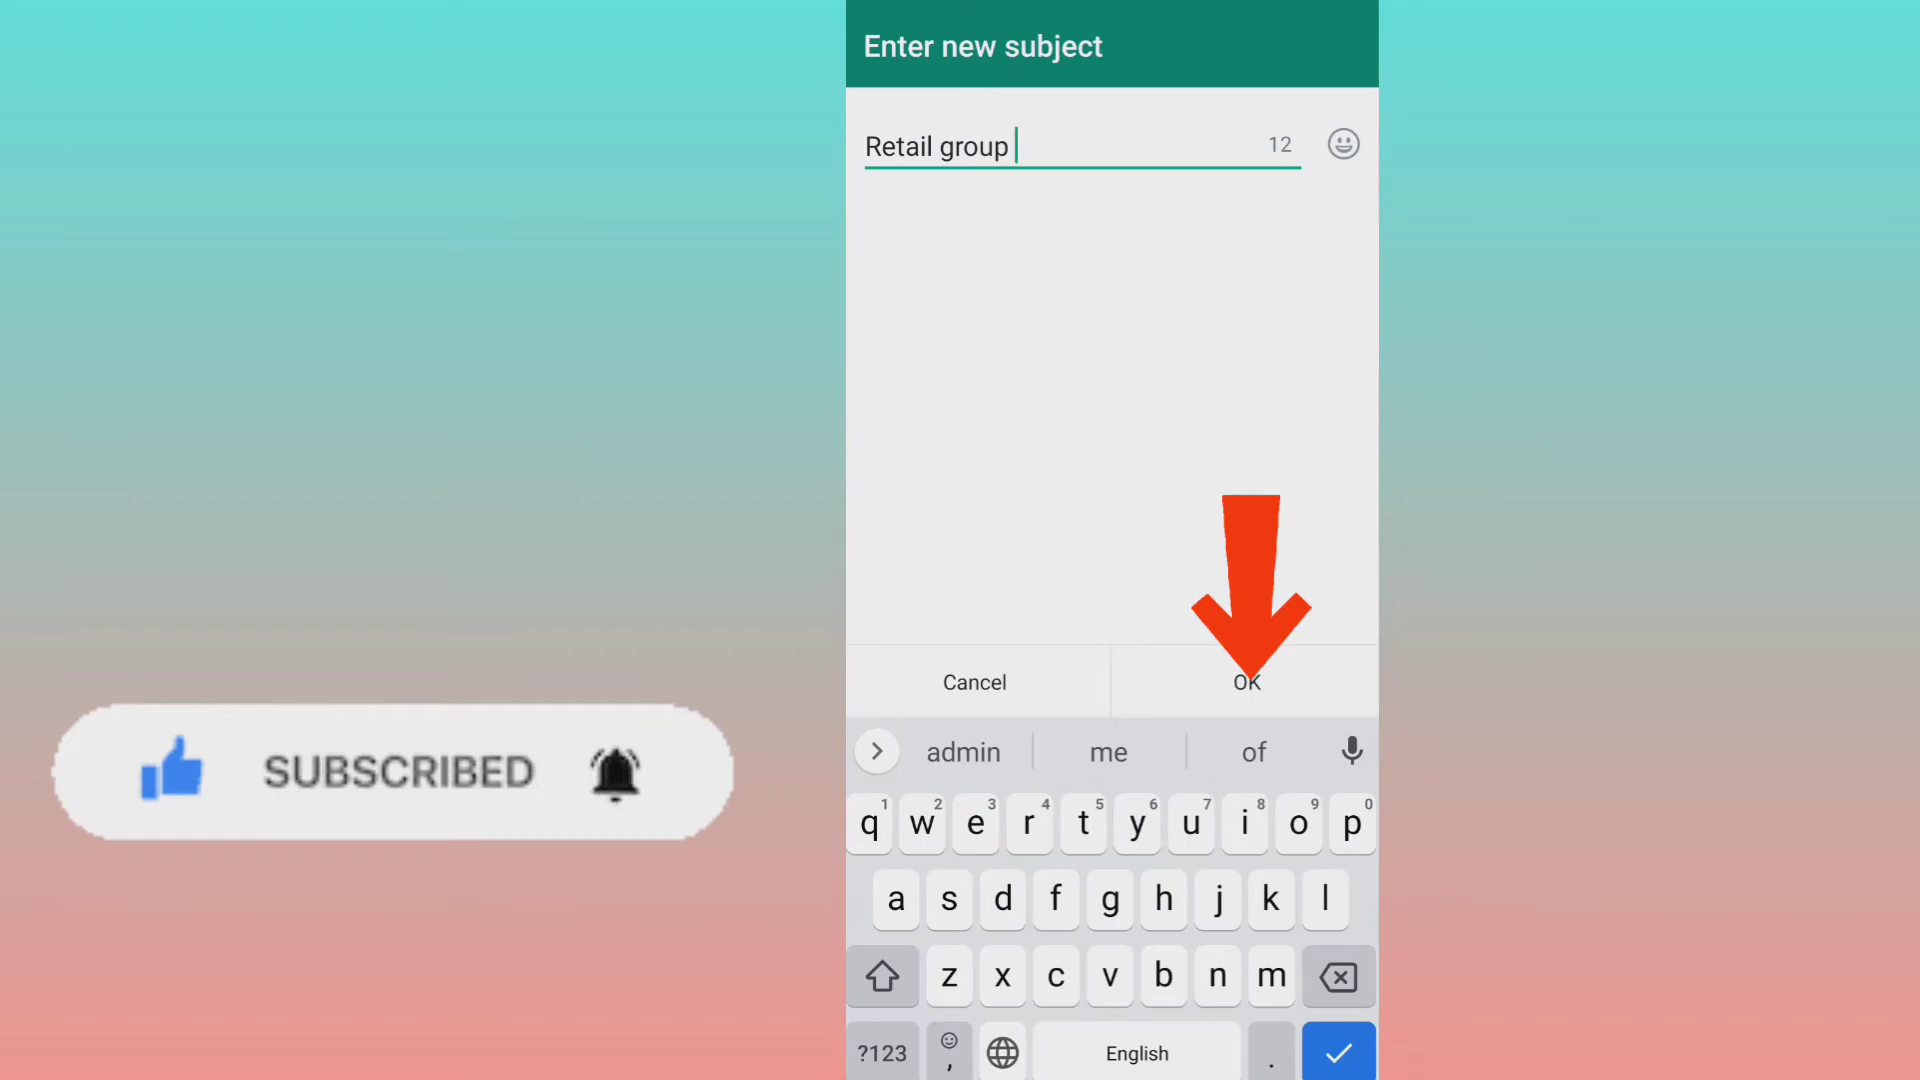 Enter new subject
Retail group 12
Cancel OK
SUBSCRIBED
admin me of
1 2 3 4 5 6 7 8 9 0
q w e r t y u i o p
a s d f g h j k l
z x c v b n m
?123 , English .